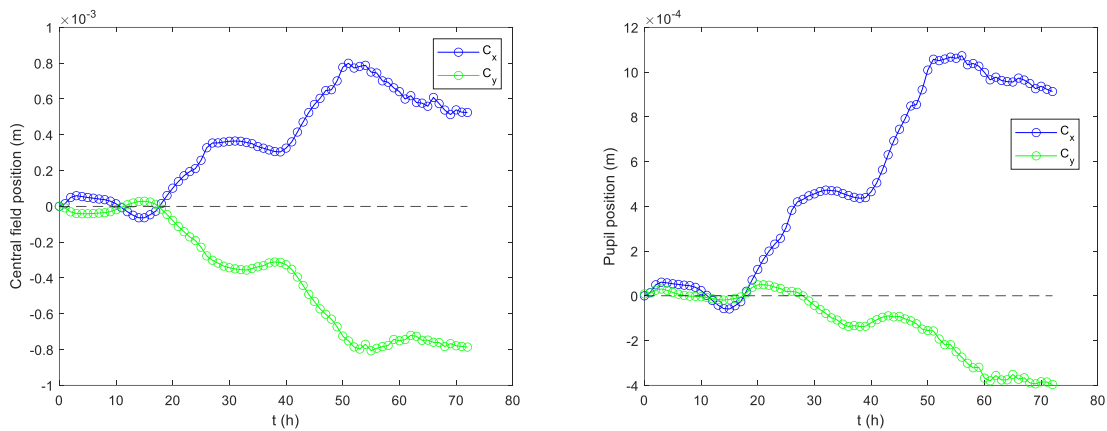 ×10⁻³
1
0.8
0.6
0.4
0.2
0
-0.2
-0.4
-0.6
-0.8
-1
0 10 20 30 40 50 60 70 80
t (h)
Central field position (m)
Cₓ
C_y
×10⁻⁴
12
10
8
6
4
2
0
-2
-4
0 10 20 30 40 50 60 70 80
t (h)
Pupil position (m)
Cₓ
C_y